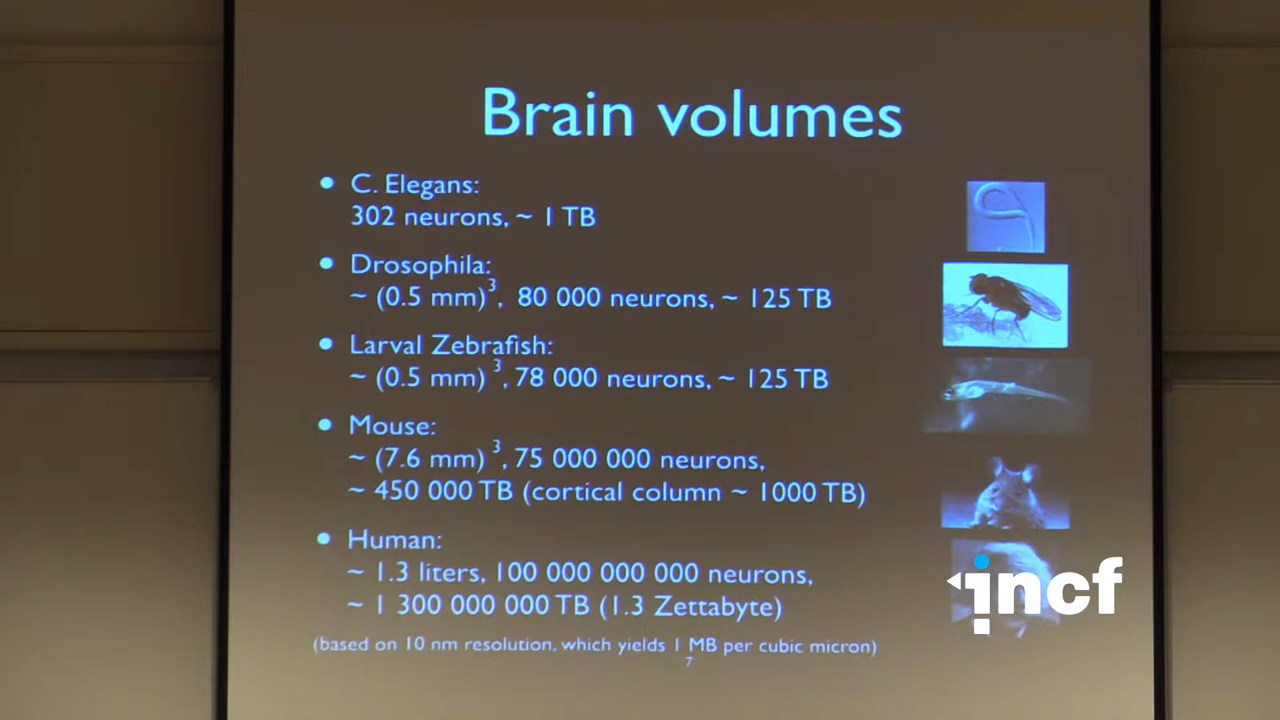 Brain volumes
• C. Elegans:
302 neurons, ~ 1 TB
• Drosophila:
~ (0.5 mm)³, 80 000 neurons, ~ 125 TB
• Larval Zebrafish:
~ (0.5 mm) ³, 78 000 neurons, ~ 125 TB
• Mouse:
~ (7.6 mm) ³, 75 000 000 neurons,
~ 450 000 TB (cortical column ~ 1000 TB)
• Human:
~ 1.3 liters, 100 000 000 000 neurons,
~ 1 300 000 000 TB (1.3 Zettabyte)
(based on 10 nm resolution, which yields 1 MB per cubic micron)
7
incf